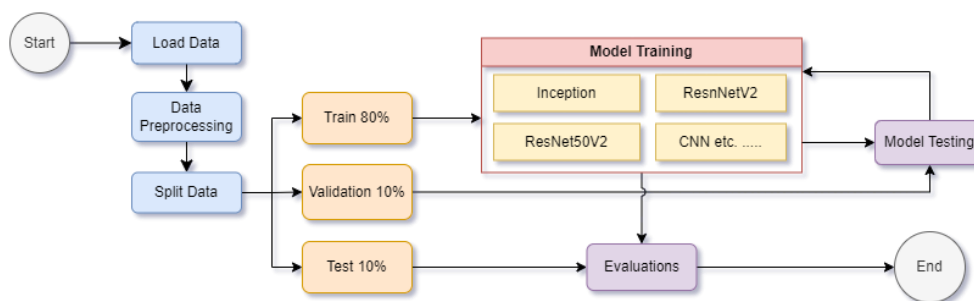 Start
Load Data
Data
Preprocessing
Split Data
Train 80%
Validation 10%
Test 10%
Model Training
Inception
ResnNetV2
ResNet50V2
CNN etc. .....
Model Testing
Evaluations
End